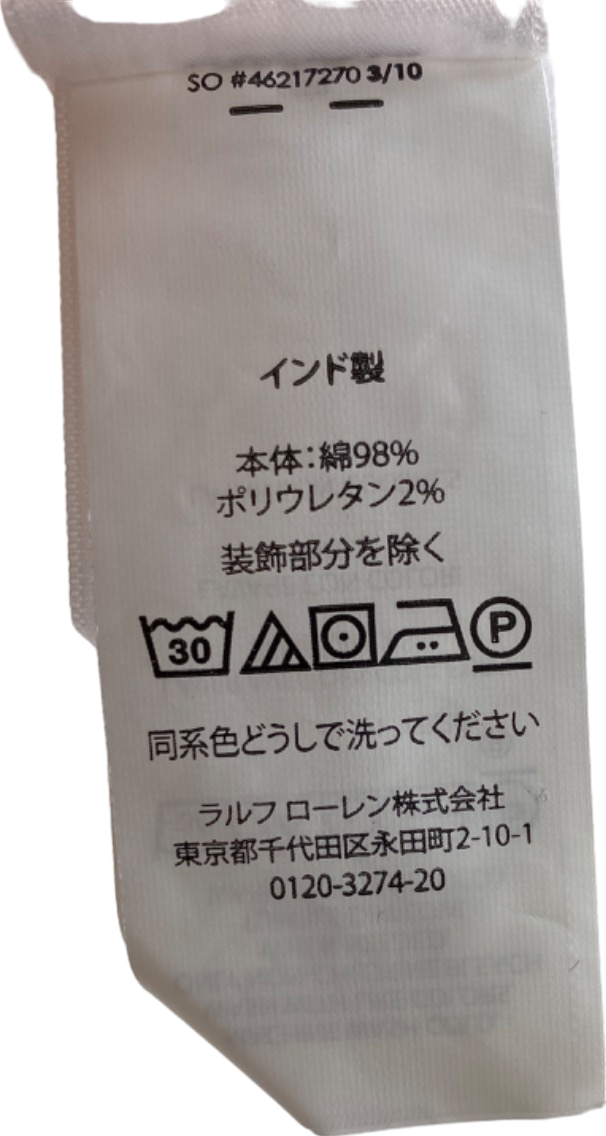 SO #46217270 3/10
インド製
本体:綿98%
ポリウレタン2%
装飾部分を除く
30 P
同系色どうしで洗ってください
ラルフ ローレン株式会社
東京都千代田区永田町2-10-1
0120-3274-20